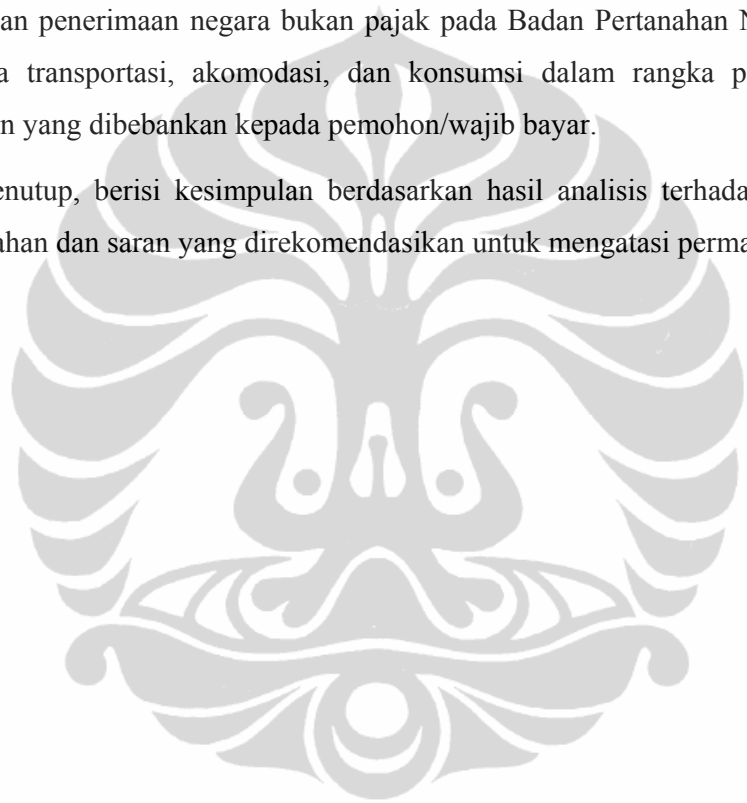 an penerimaan negara bukan pajak pada Badan Pertanahan N
a transportasi, akomodasi, dan konsumsi dalam rangka p
n yang dibebankan kepada pemohon/wajib bayar.
enutup, berisi kesimpulan berdasarkan hasil analisis terhada
ahan dan saran yang direkomendasikan untuk mengatasi perma